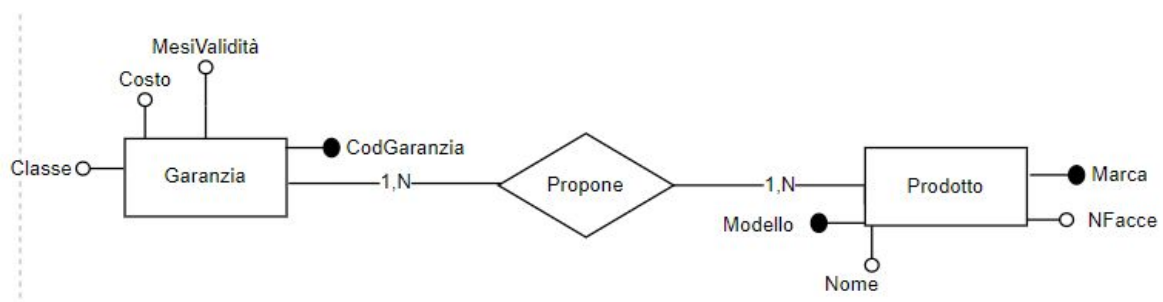 MesiValidità
Costo
CodGaranzia
Classe
Garanzia
1,N
Propone
1,N
Prodotto
Marca
Modello
NFacce
Nome